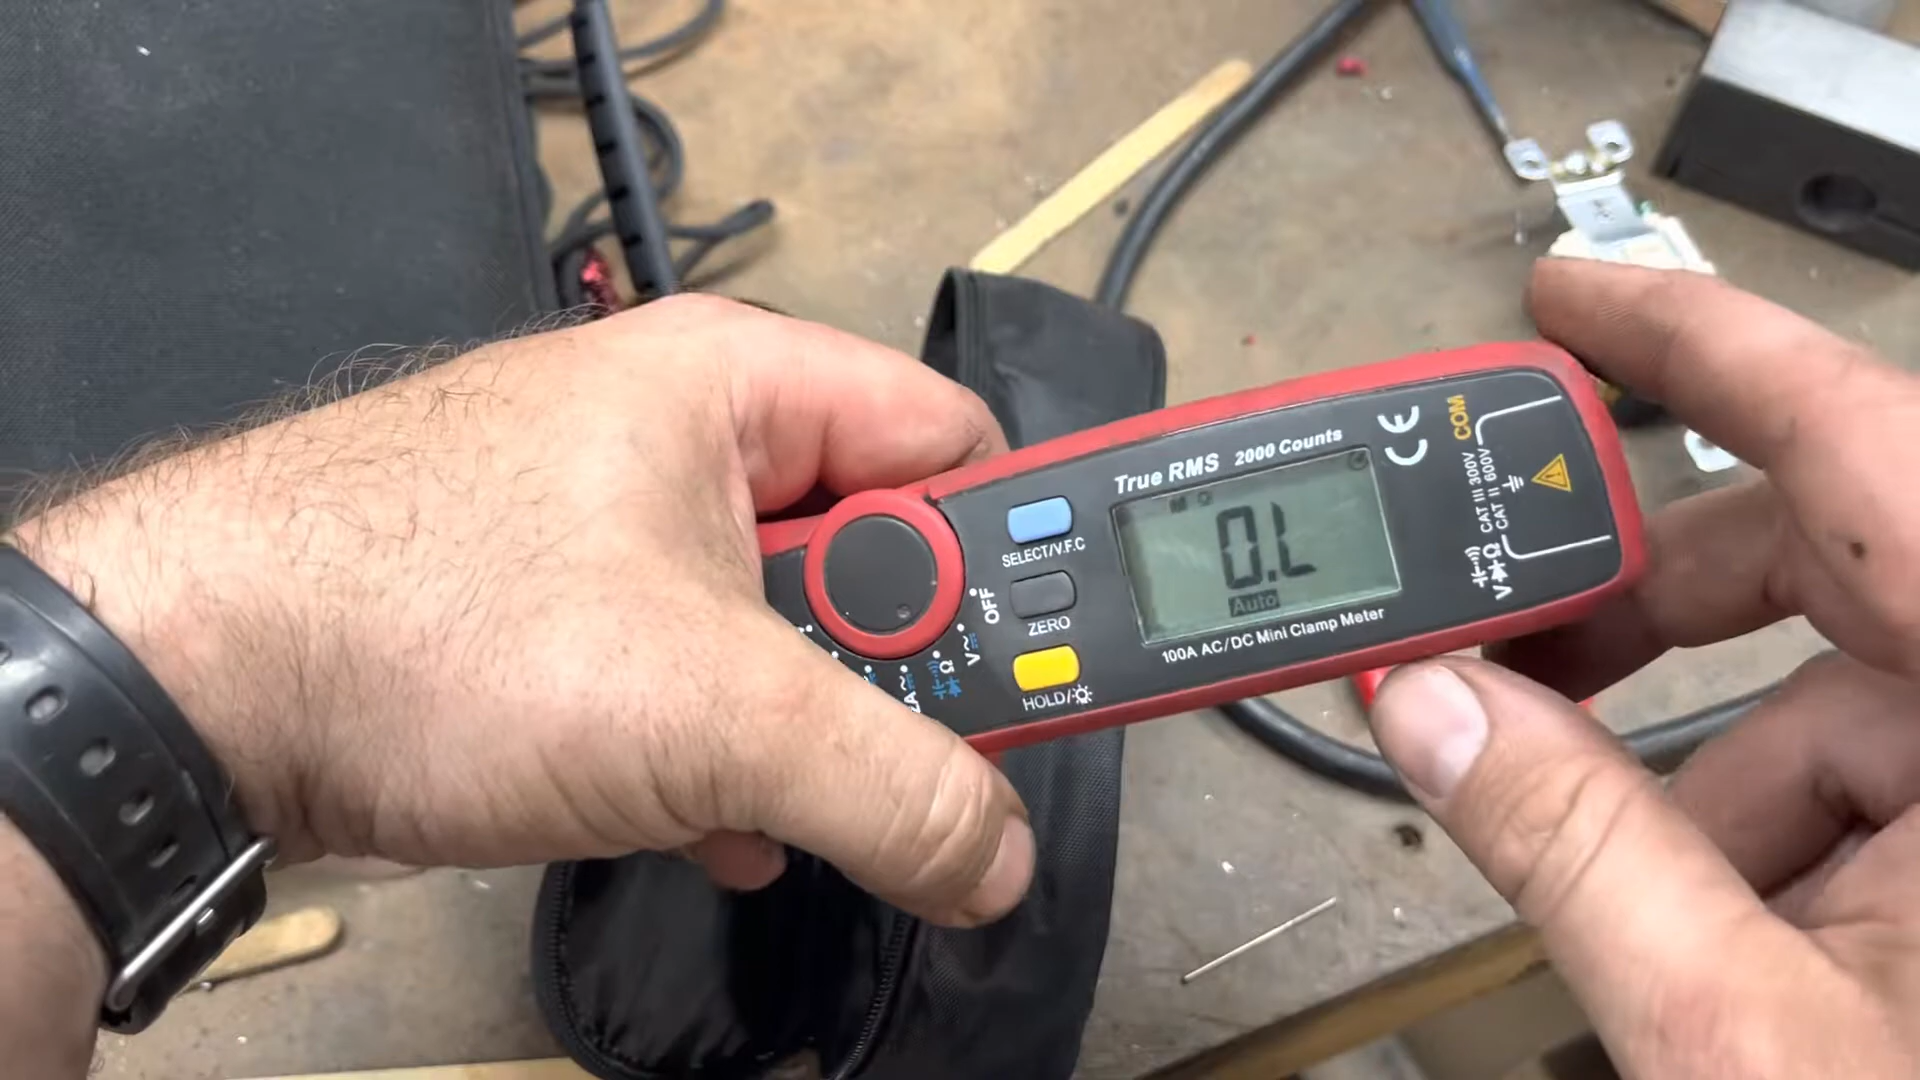 True RMS 2000 Counts
SELECT/V.F.C
ZERO
HOLD/
OFF
V
Ω
O.L
Auto
100A AC/DC Mini Clamp Meter
CE
COM
CAT III 300V
CAT II 600V
VΩ